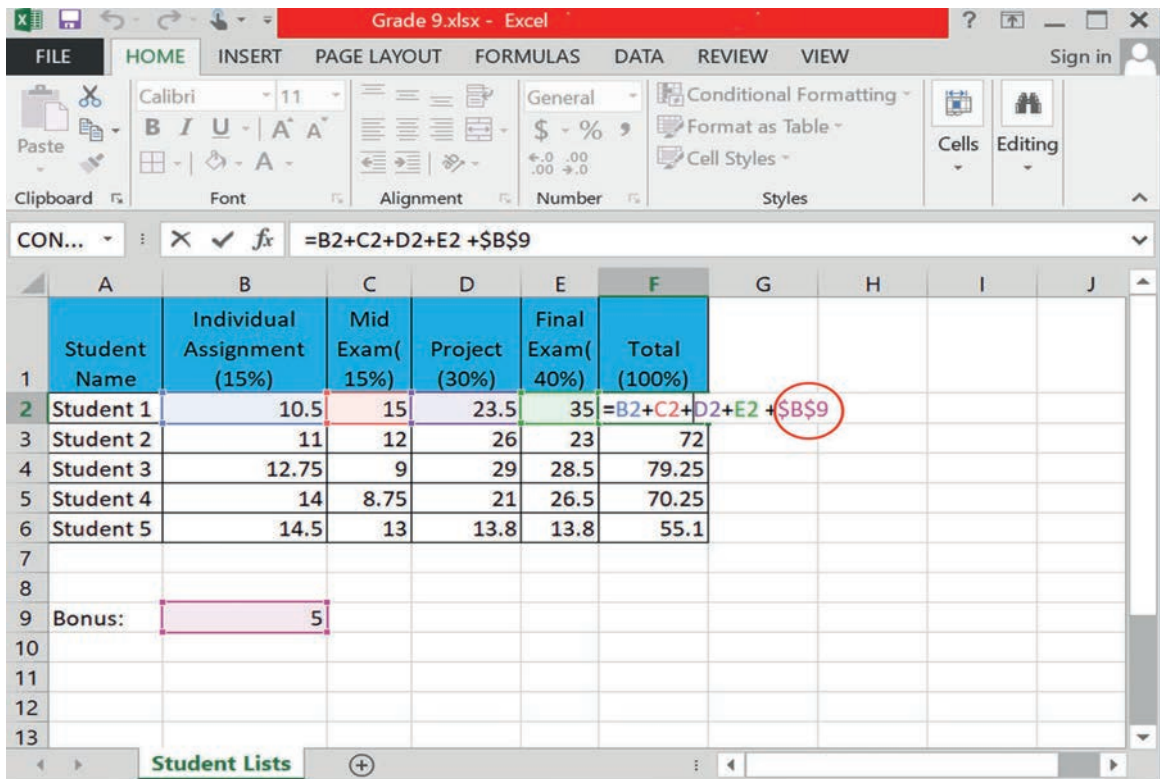 Grade 9.xlsx - Excel ?
FILE HOME INSERT PAGE LAYOUT FORMULAS DATA REVIEW VIEW Sign in
Calibri 11 General Conditional Formatting
Paste B I U A A $ % , Format as Table Cells Editing
A .0 .00 .00 .0 Cell Styles
Clipboard Font Alignment Number Styles
CON... fx =B2+C2+D2+E2 +$B$9
A B C D E F G H I J
1 Student Name Individual Assignment (15%) Mid Exam( 15%) Project (30%) Final Exam( 40%) Total (100%)
2 Student 1 10.5 15 23.5 35 =B2+C2+D2+E2 +$B$9
3 Student 2 11 12 26 23 72
4 Student 3 12.75 9 29 28.5 79.25
5 Student 4 14 8.75 21 26.5 70.25
6 Student 5 14.5 13 13.8 13.8 55.1
7
8
9 Bonus: 5
10
11
12
13
Student Lists